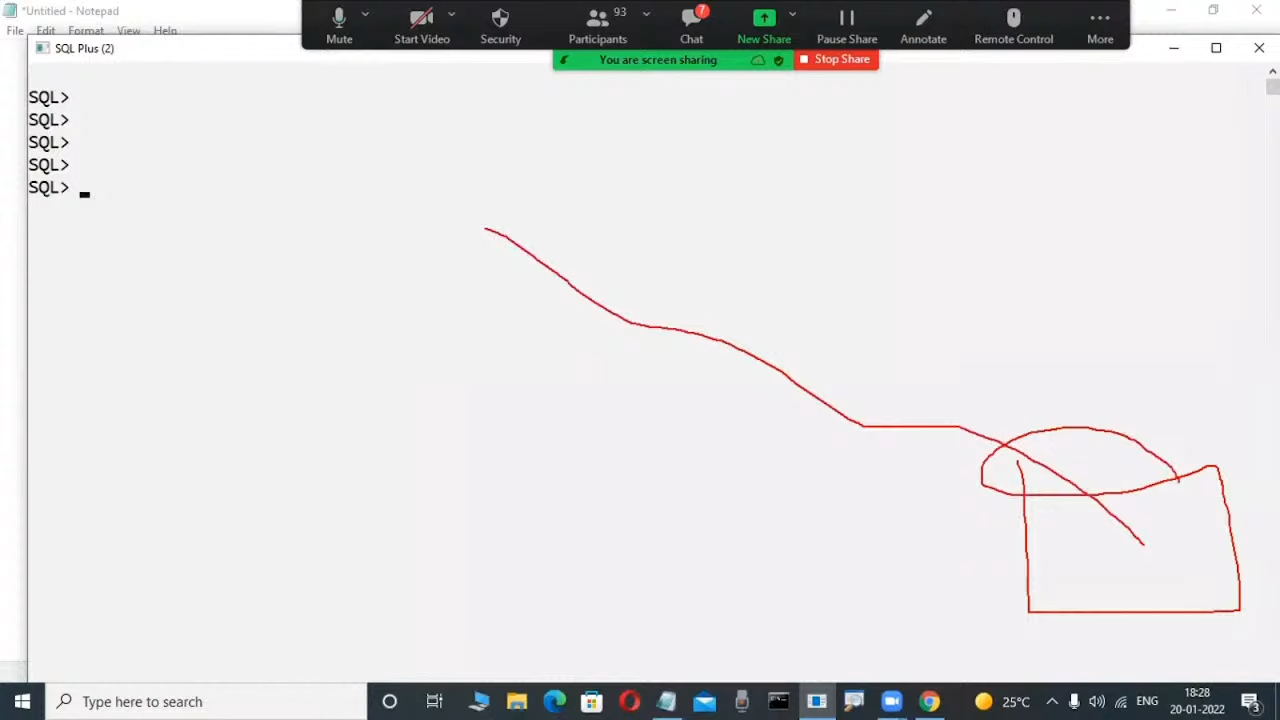 *Untitled - Notepad
File Edit Format View Help
Mute
Start Video
Security
93
Participants
7
Chat
New Share
Pause Share
Annotate
Remote Control
More
You are screen sharing
Stop Share
SQL Plus (2)
SQL>
SQL>
SQL>
SQL>
SQL>
Type here to search
25°C
ENG
18:28
20-01-2022
3